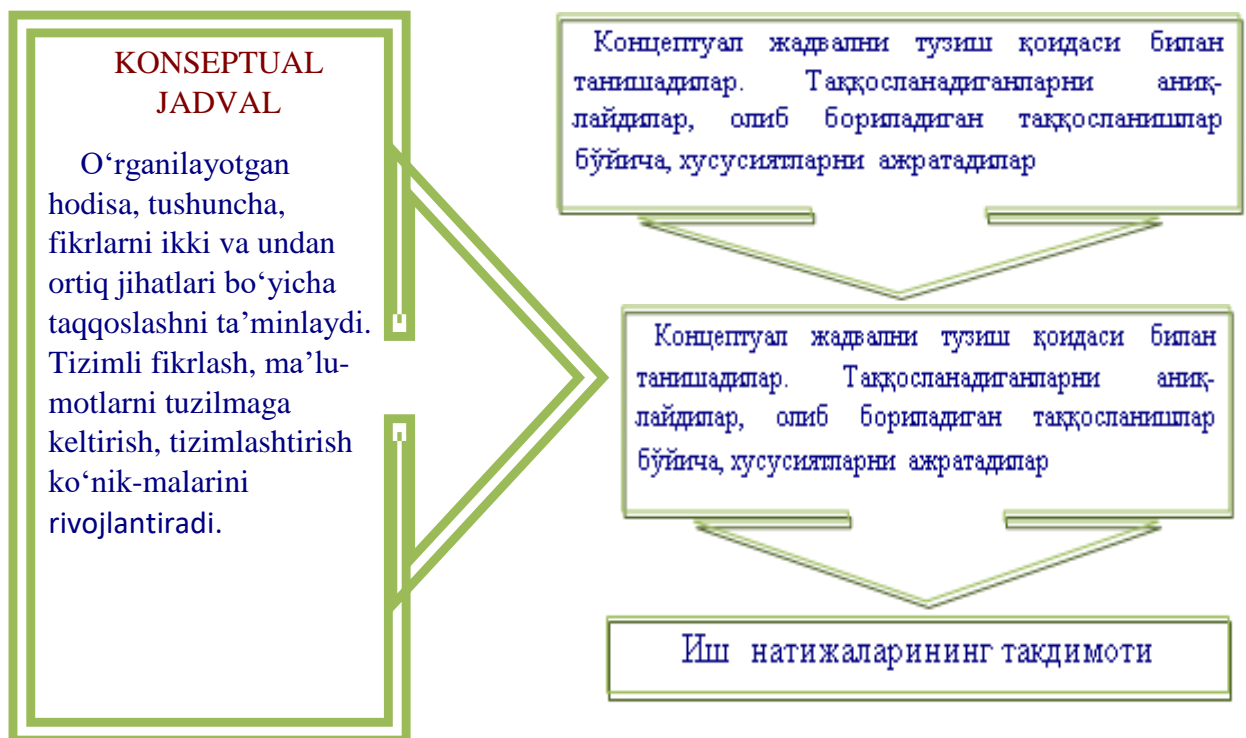 KONSEPTUAL
JADVAL
O‘rganilayotgan
hodisa, tushuncha,
fikrlarni ikki va undan
ortiq jihatlari bo‘yicha
taqqoslashni ta’minlaydi.
Tizimli fikrlash, ma’lu-
motlarni tuzilmaga
keltirish, tizimlashtirish
ko‘nik-malarini
rivojlantiradi.
Концептуал жадвални тузиш қоидаси билан
танишадилар. Таққосланадиганларни аниқ-
лайдилар, олиб бориладиган таққосланишлар
бўйича, хусусиятларни ажратадилар
Концептуал жадвални тузиш қоидаси билан
танишадилар. Таққосланадиганларни аниқ-
лайдилар, олиб бориладиган таққосланишлар
бўйича, хусусиятларни ажратадилар
Иш натижаларининг тақдимоти